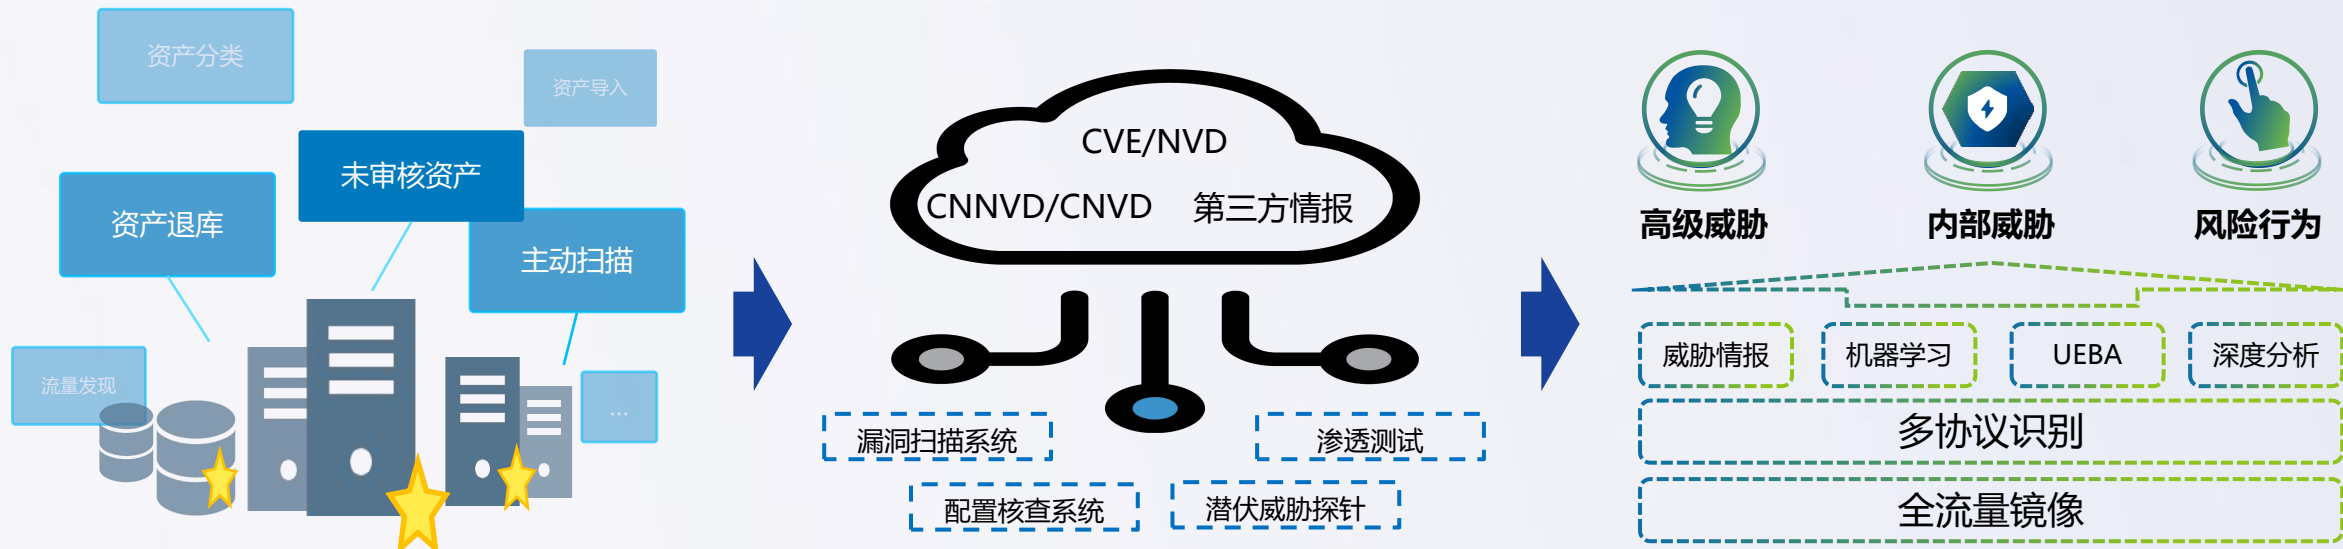 资产分类
资产导入
未审核资产
资产退库
主动扫描
流量发现
...
CVE/NVD
CNNVD/CNVD 第三方情报
漏洞扫描系统
渗透测试
配置核查系统
潜伏威胁探针
高级威胁
内部威胁
风险行为
威胁情报
机器学习
UEBA
深度分析
多协议识别
全流量镜像